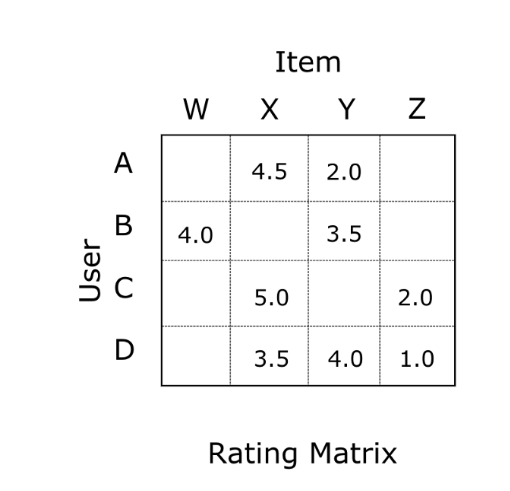 Item
W X Y Z
A 4.5 2.0
B 4.0 3.5
User
C 5.0 2.0
D 3.5 4.0 1.0
Rating Matrix